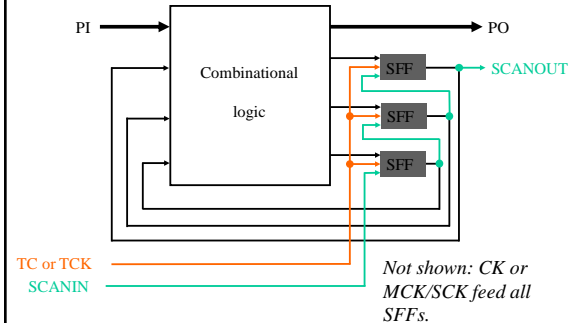 PI
PO
SFF
SCANOUT
Combinational
logic
SFF
SFF
TC or TCK
SCANIN
Not shown: CK or
MCK/SCK feed all
SFFs.